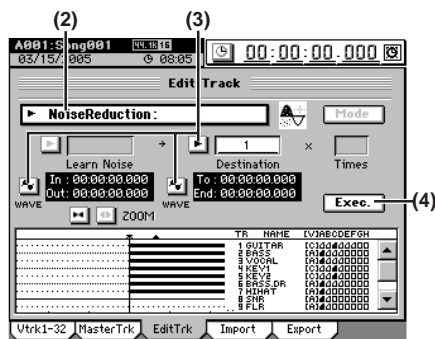 (2)
(3)
A001:Song001 44.1k 16
03/15/2005 08:05
00:00:00.000
Edit Track
NoiseReduction:
Mode
1
×
Learn Noise
Destination
Times
In :00:00:00.000
Out:00:00:00.000
To :00:00:00.000
End:00:00:00.000
WAVE
WAVE
Exec.
(4)
ZOOM
TR NAME [V]ABCDEFGH
1 GUITAR
2 BASS
3 VOCAL
4 KEY1
5 KEY2
6 BASS.DR
7 HIHAT
8 SNR
9 FLR
Vtrk1-32
MasterTrk
EditTrk
Import
Export